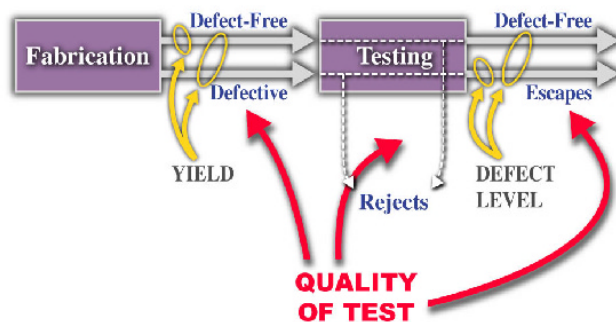 Defect-Free
Defect-Free
Fabrication
Testing
Defective
Escapes
YIELD
Rejects
DEFECT
LEVEL
QUALITY
OF TEST